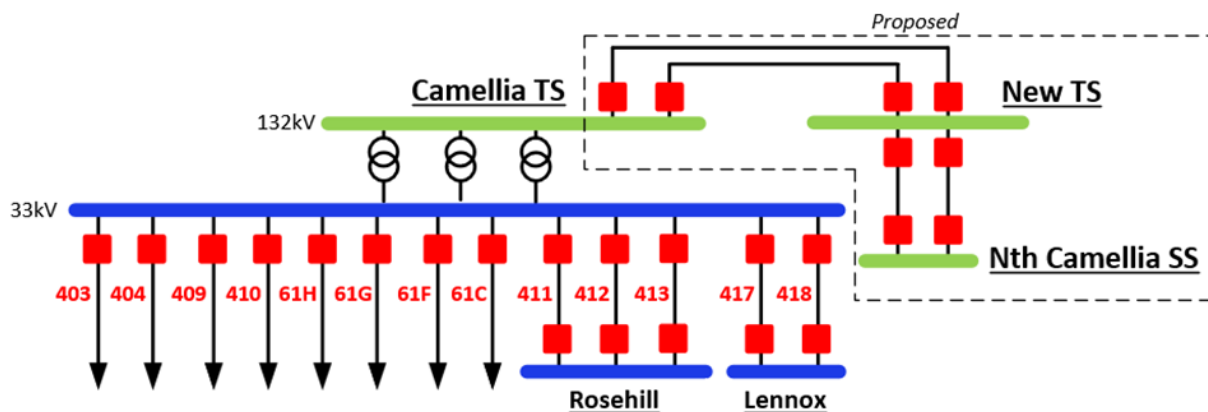 Proposed
Camellia TS
New TS
132kV
33kV
Nth Camellia SS
403 404 409 410 61H 61G 61F 61C 411 412 413 417 418
Rosehill
Lennox